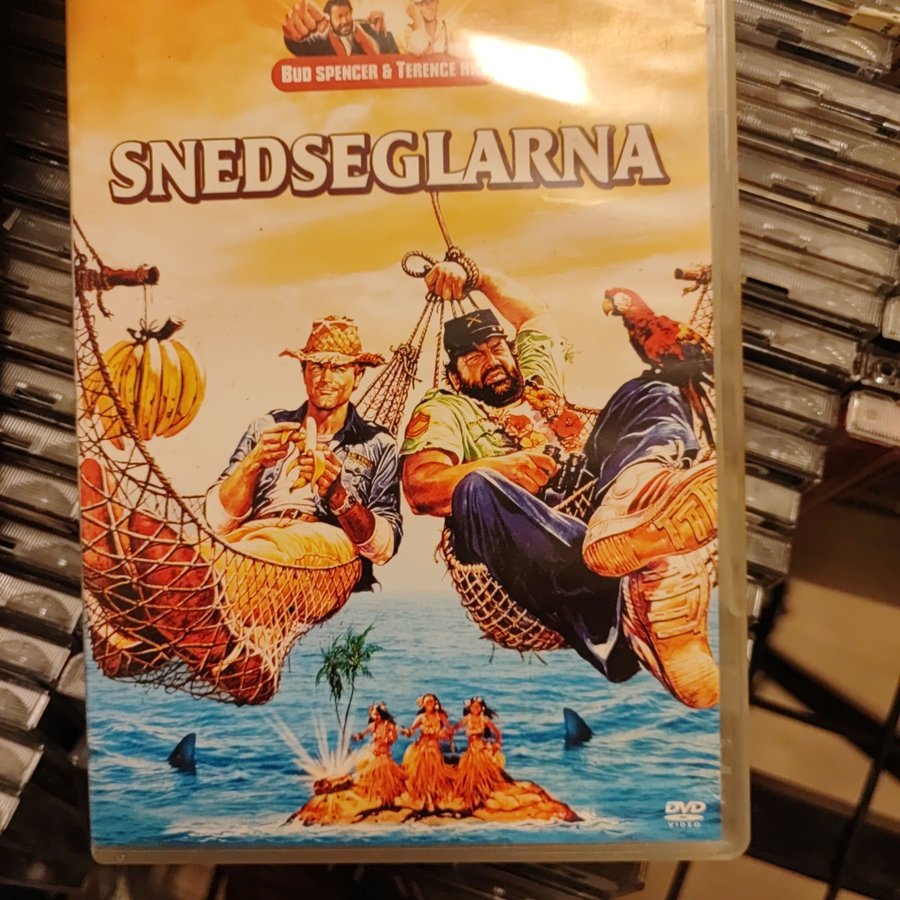 BUD SPENCER & TERENCE
SNEDSEGLARNA
DVD
VIDEO